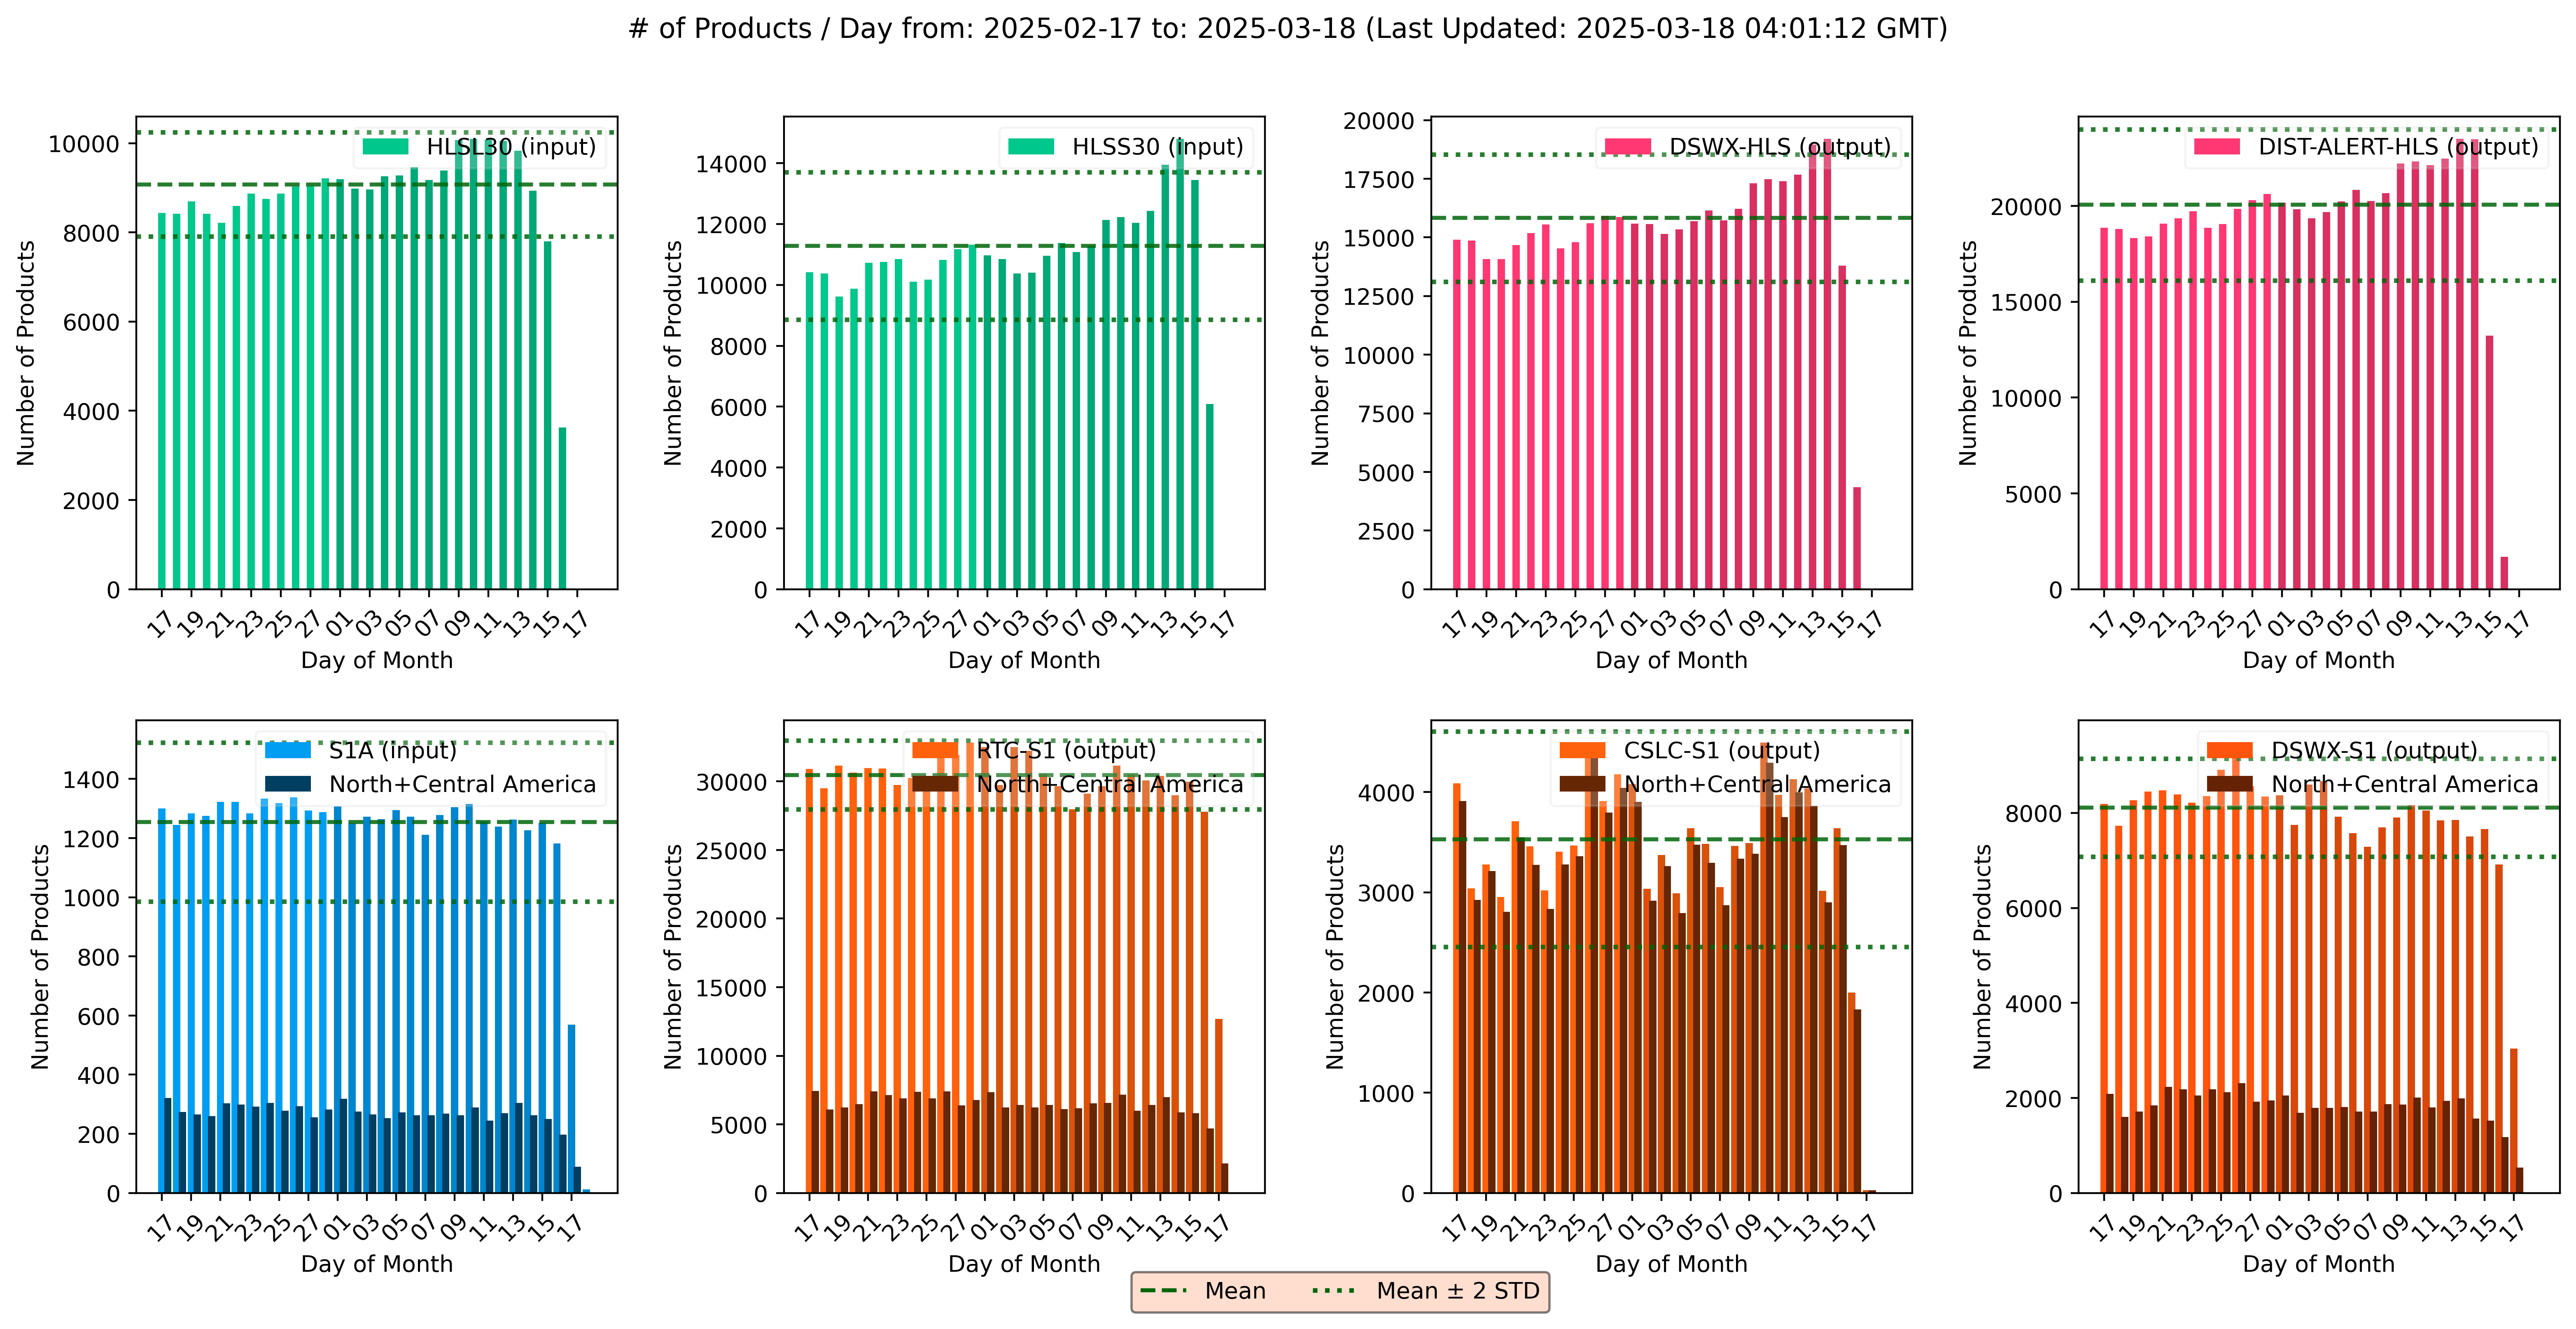 # of Products / Day from: 2025-02-17 to: 2025-03-18 (Last Updated: 2025-03-18 04:01:12 GMT)
HLSL30 (input)
Number of Products
10000
8000
6000
4000
2000
0
17 19 21 23 25 27 01 03 05 07 09 11 13 15 17
Day of Month
HLSS30 (input)
Number of Products
14000
12000
10000
8000
6000
4000
2000
0
17 19 21 23 25 27 01 03 05 07 09 11 13 15 17
Day of Month
DSWX-HLS (output)
Number of Products
20000
17500
15000
12500
10000
7500
5000
2500
0
17 19 21 23 25 27 01 03 05 07 09 11 13 15 17
Day of Month
DIST-ALERT-HLS (output)
Number of Products
20000
15000
10000
5000
0
17 19 21 23 25 27 01 03 05 07 09 11 13 15 17
Day of Month
S1A (input)
North+Central America
Number of Products
1400
1200
1000
800
600
400
200
0
17 19 21 23 25 27 01 03 05 07 09 11 13 15 17
Day of Month
RTC-S1 (output)
North+Central America
Number of Products
30000
25000
20000
15000
10000
5000
0
17 19 21 23 25 27 01 03 05 07 09 11 13 15 17
Day of Month
CSLC-S1 (output)
North+Central America
Number of Products
4000
3000
2000
1000
0
17 19 21 23 25 27 01 03 05 07 09 11 13 15 17
Day of Month
DSWX-S1 (output)
North+Central America
Number of Products
8000
6000
4000
2000
0
17 19 21 23 25 27 01 03 05 07 09 11 13 15 17
Day of Month
Mean
Mean ± 2 STD